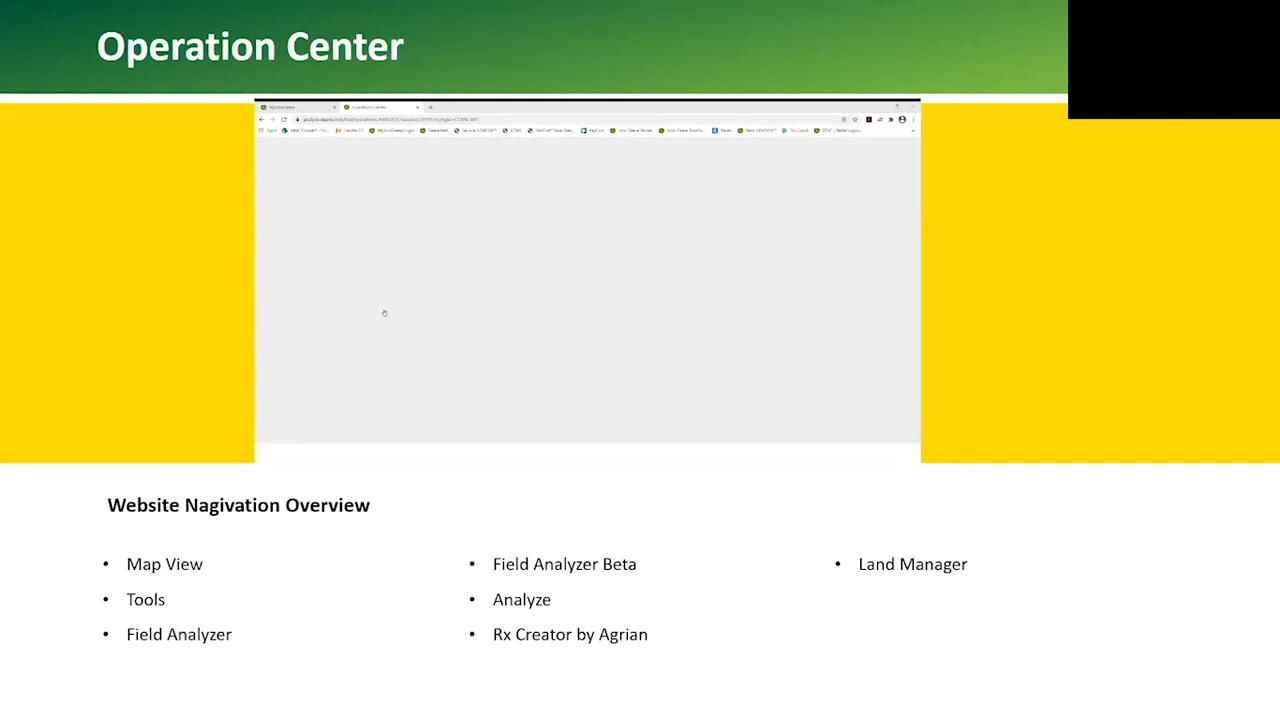 Operation Center
Website Nagivation Overview
• Map View
• Tools
• Field Analyzer
• Field Analyzer Beta
• Analyze
• Rx Creator by Agrian
• Land Manager